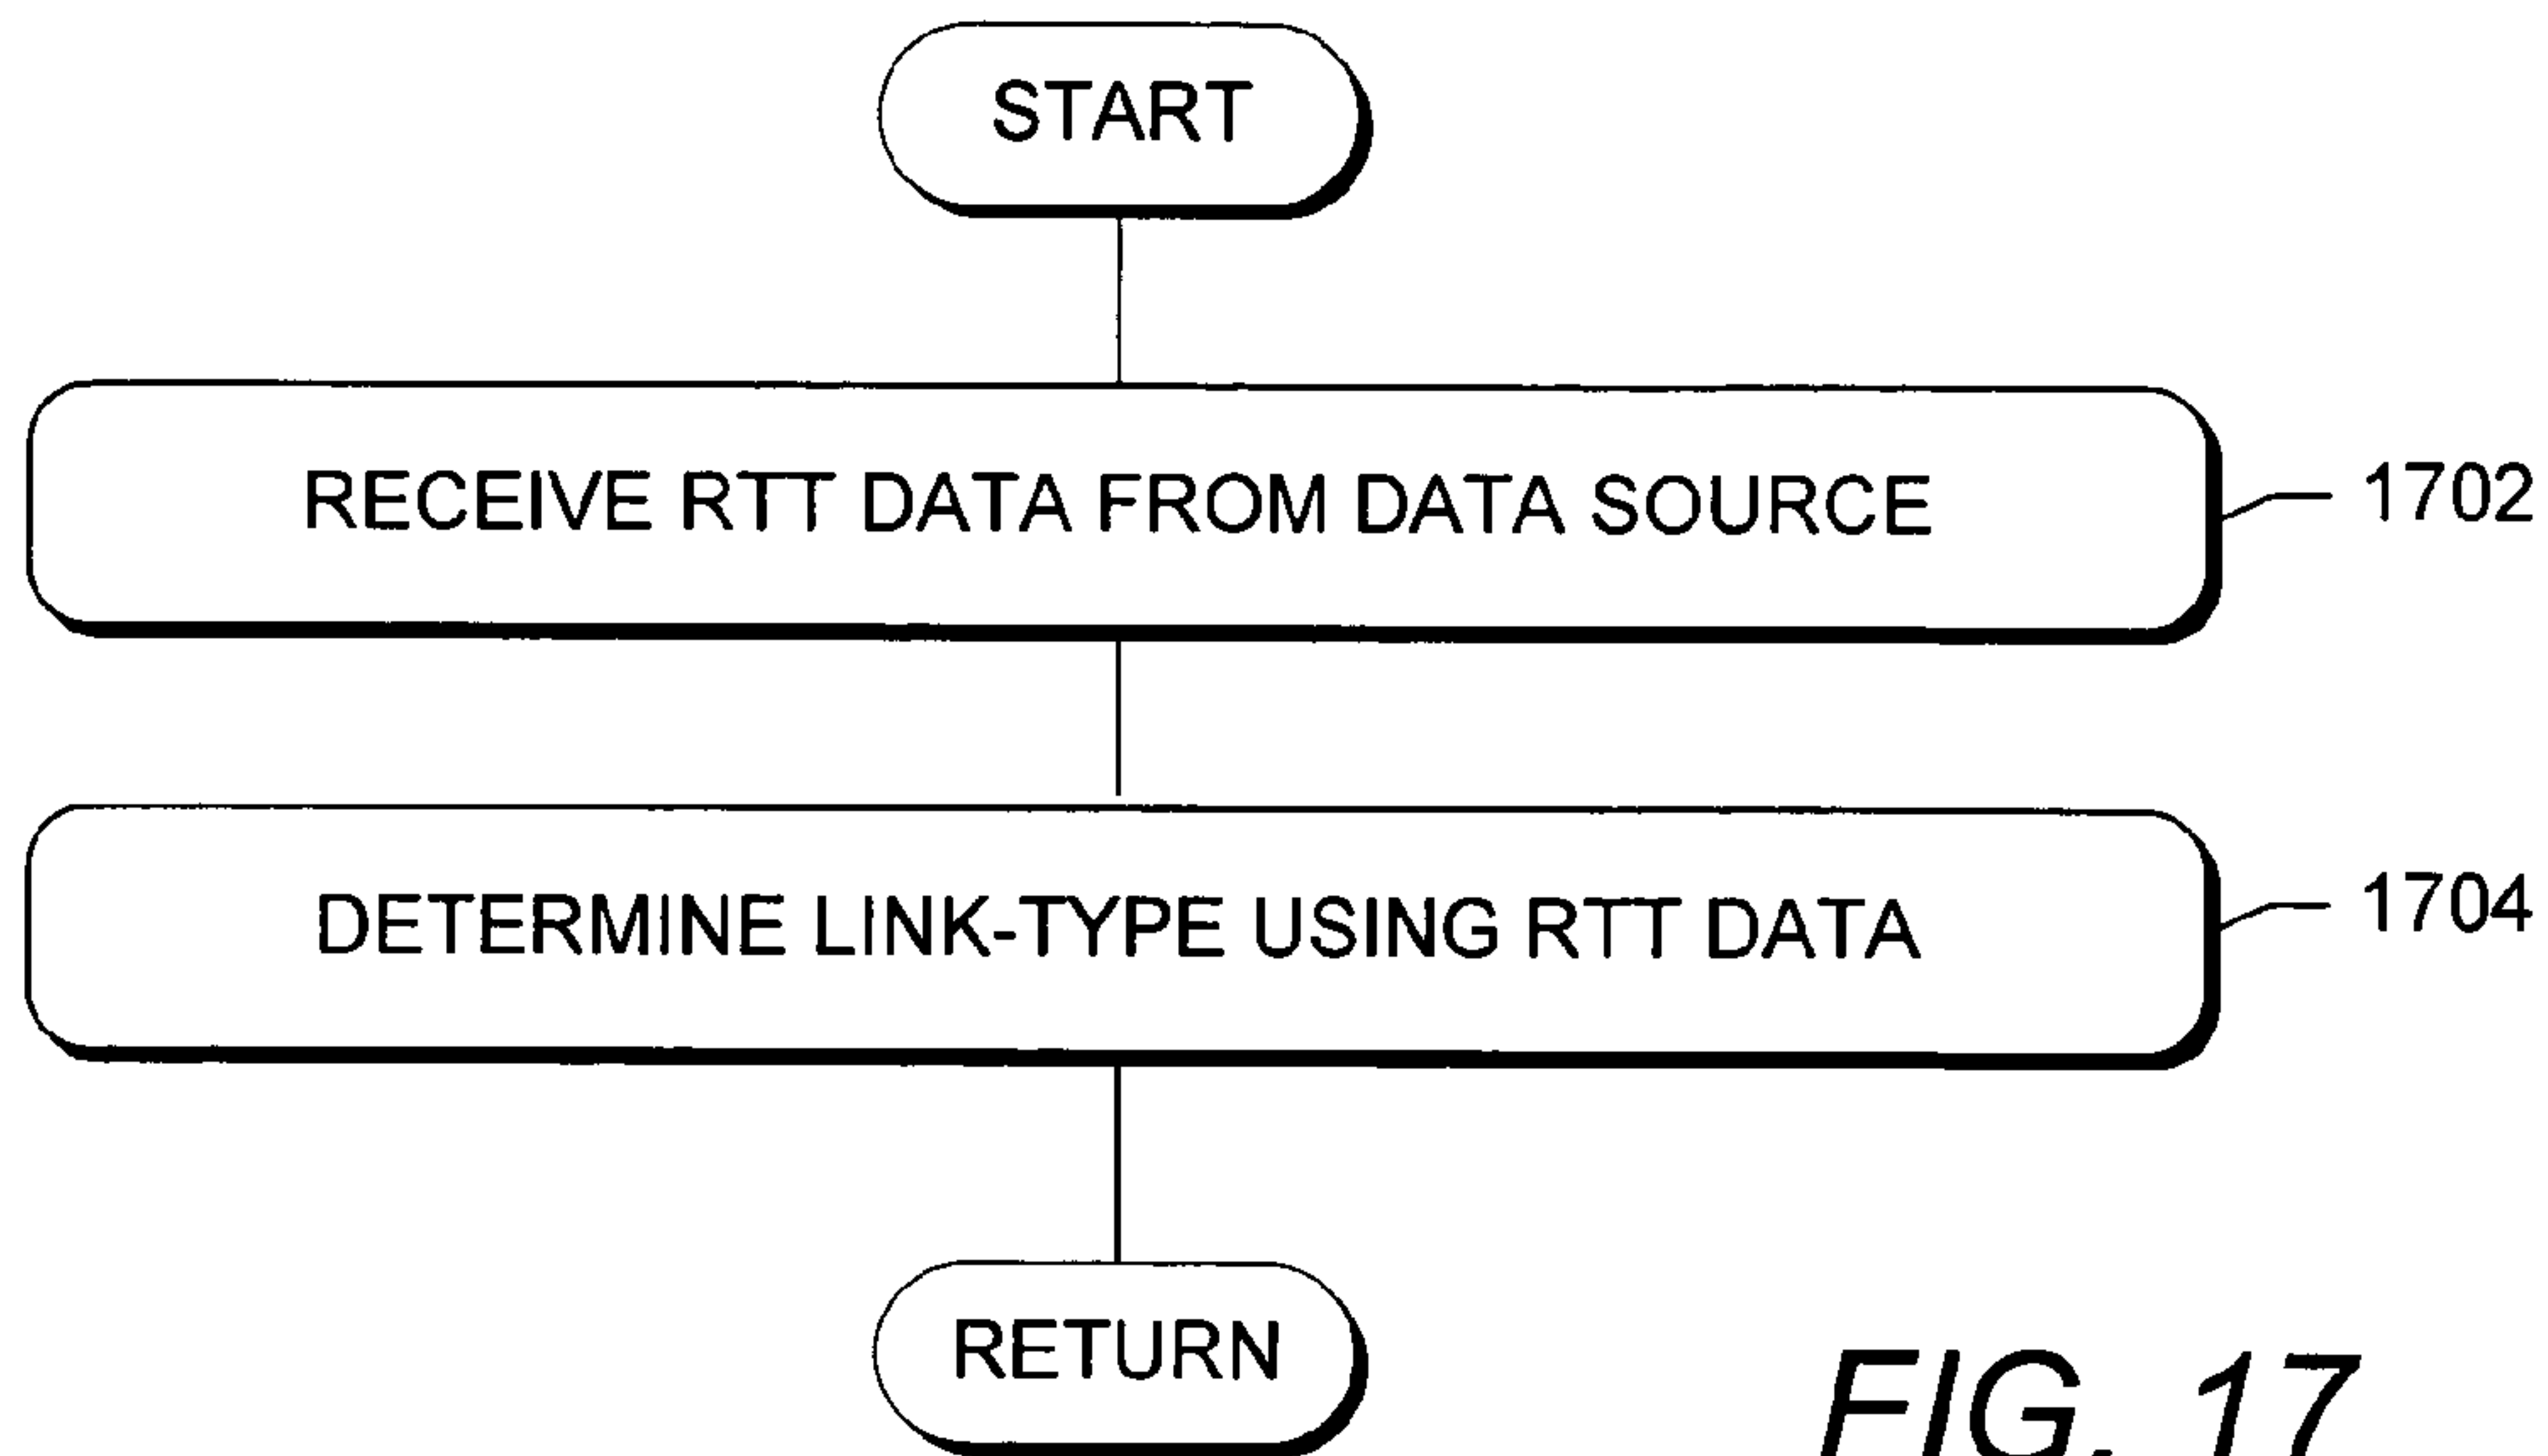 START
RECEIVE RTT DATA FROM DATA SOURCE
1702
DETERMINE LINK-TYPE USING RTT DATA
1704
RETURN
FIG. 17